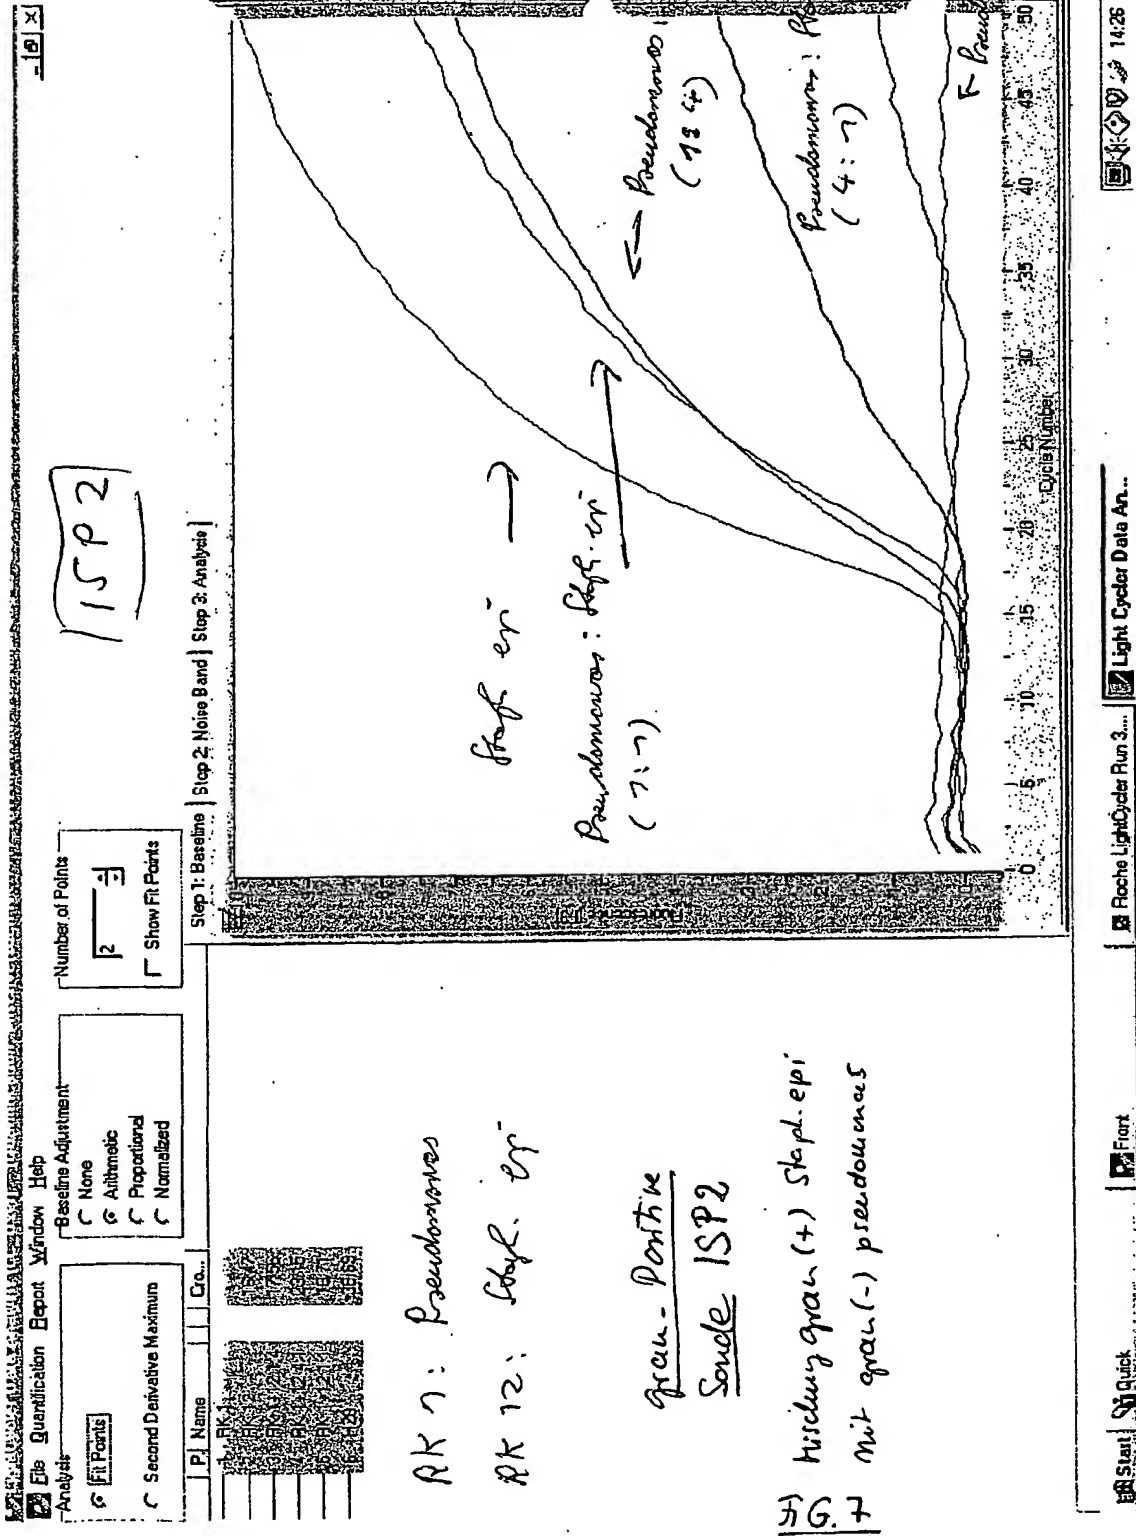 File Quantification Report Window Help
Analysis
Fit Points
Second Derivative Maximum
Baseline Adjustment
None
Arithmetic
Proportional
Normalized
Number of Points
2
Show Fit Points
ISP2
P Name Cro...
Step 1: Baseline Step 2: Noise Band Step 3: Analysis
RK 1: Pseudomonas
RK 12: Staph. epi
gram-Positive
Sonde ISP2
Mischung gram(+) Staph. epi
mit gram(-) pseudomonas
FIG. 7
Staph epi
Pseudomonas: Staph. epi
(1:1)
Pseudomonas
Pseudomonas:
(4:1)
Fluorescence
0 5 10 15 20 25 30 35 40 45 50
Cycle Number
Start Quick Front Roche LightCycler Run 3.... Light Cycler Data An... 14:26